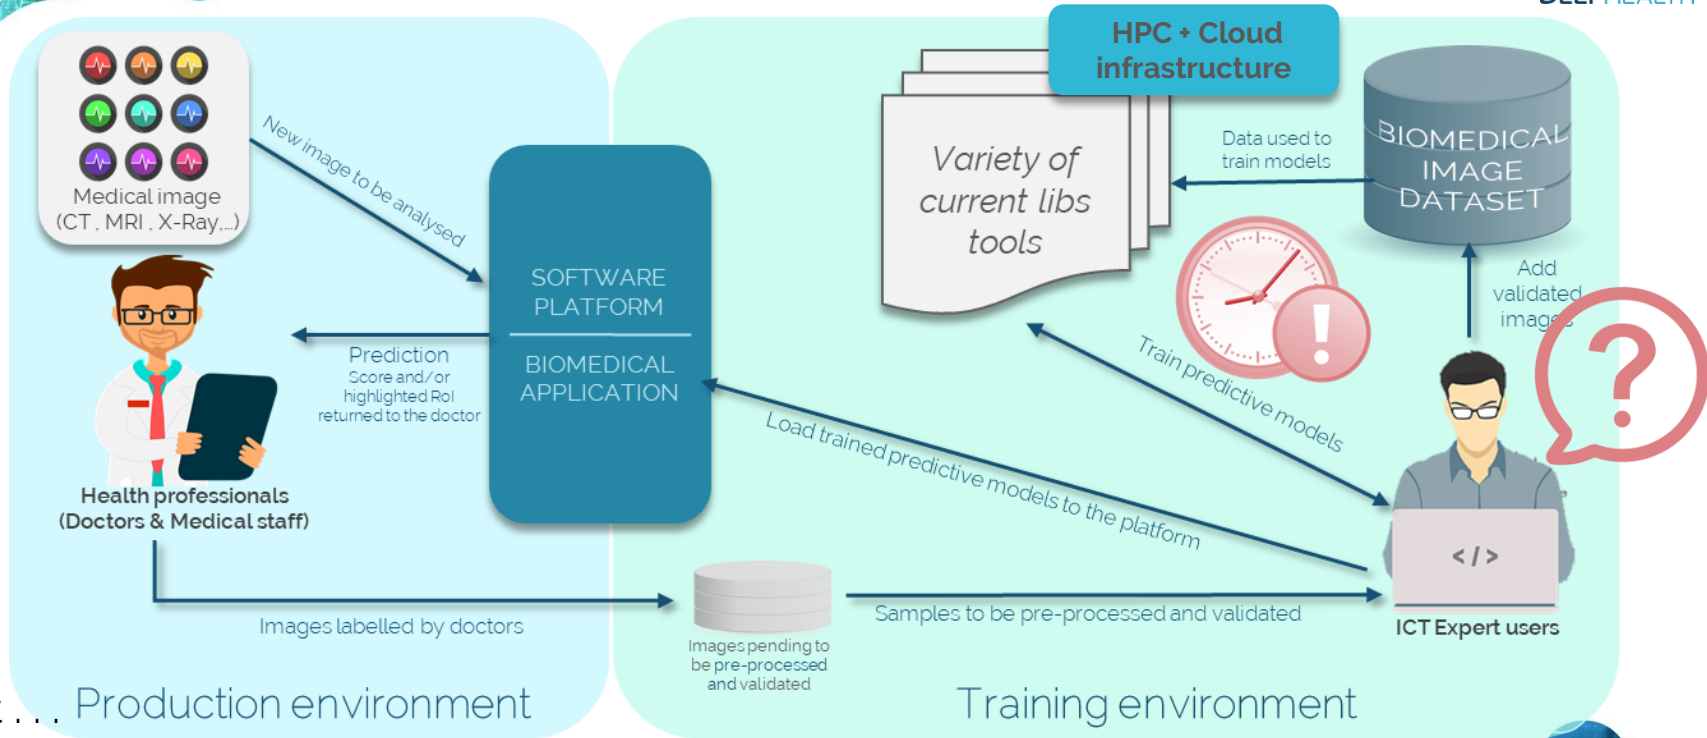 HPC + Cloud
infrastructure
Medical image
(CT , MRI , X-Ray,...)
New image to be analysed
SOFTWARE
PLATFORM
BIOMEDICAL
APPLICATION
Prediction
Score and/or
highlighted RoI
returned to the doctor
Health professionals
(Doctors & Medical staff)
Images labelled by doctors
Images pending to
be pre-processed
and validated
Samples to be pre-processed and validated
Load trained predictive models to the platform
Train predictive models
Variety of
current libs
tools
Data used to
train models
BIOMEDICAL
IMAGE
DATASET
Add
validated
images
!
?
</>
ICT Expert users
Production environment
Training environment